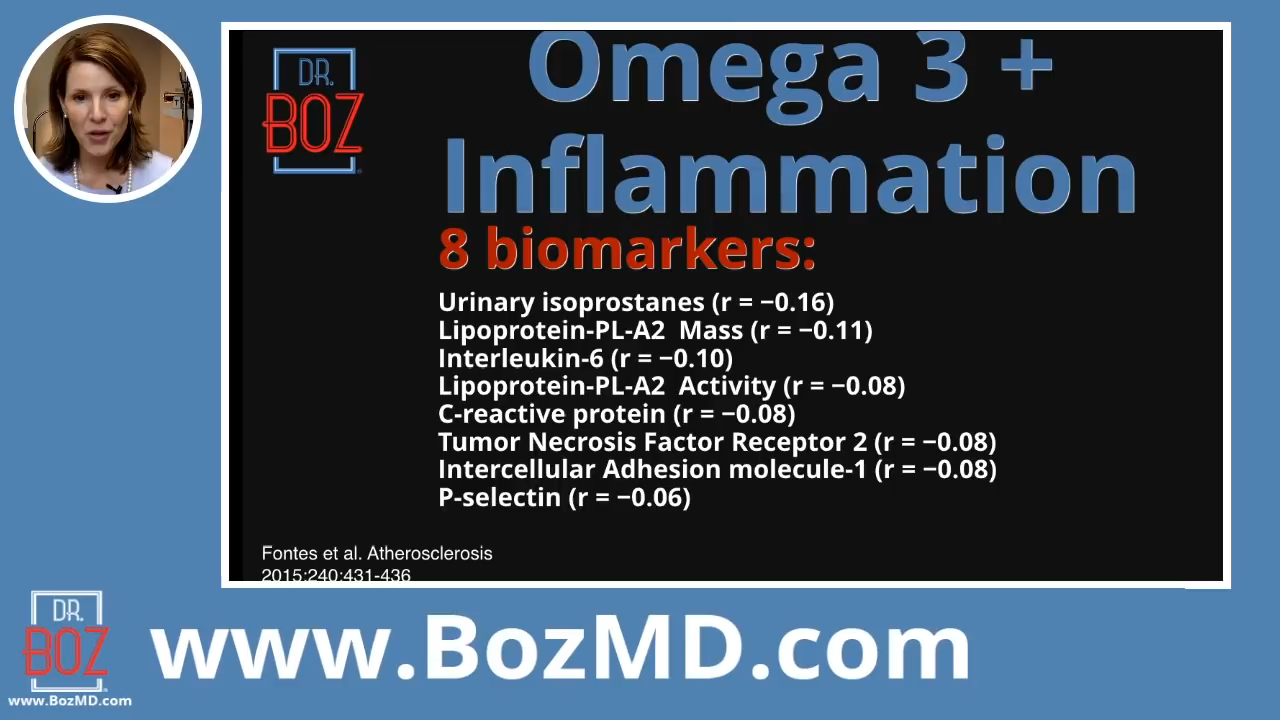 DR.
BOZ
Omega 3 +
Inflammation
8 biomarkers:
Urinary isoprostanes (r = −0.16)
Lipoprotein-PL-A2  Mass (r = −0.11)
Interleukin-6 (r = −0.10)
Lipoprotein-PL-A2  Activity (r = −0.08)
C-reactive protein (r = −0.08)
Tumor Necrosis Factor Receptor 2 (r = −0.08)
Intercellular Adhesion molecule-1 (r = −0.08)
P-selectin (r = −0.06)
Fontes et al. Atherosclerosis
2015;240:431-436
DR.
BOZ
www.BozMD.com
www.BozMD.com